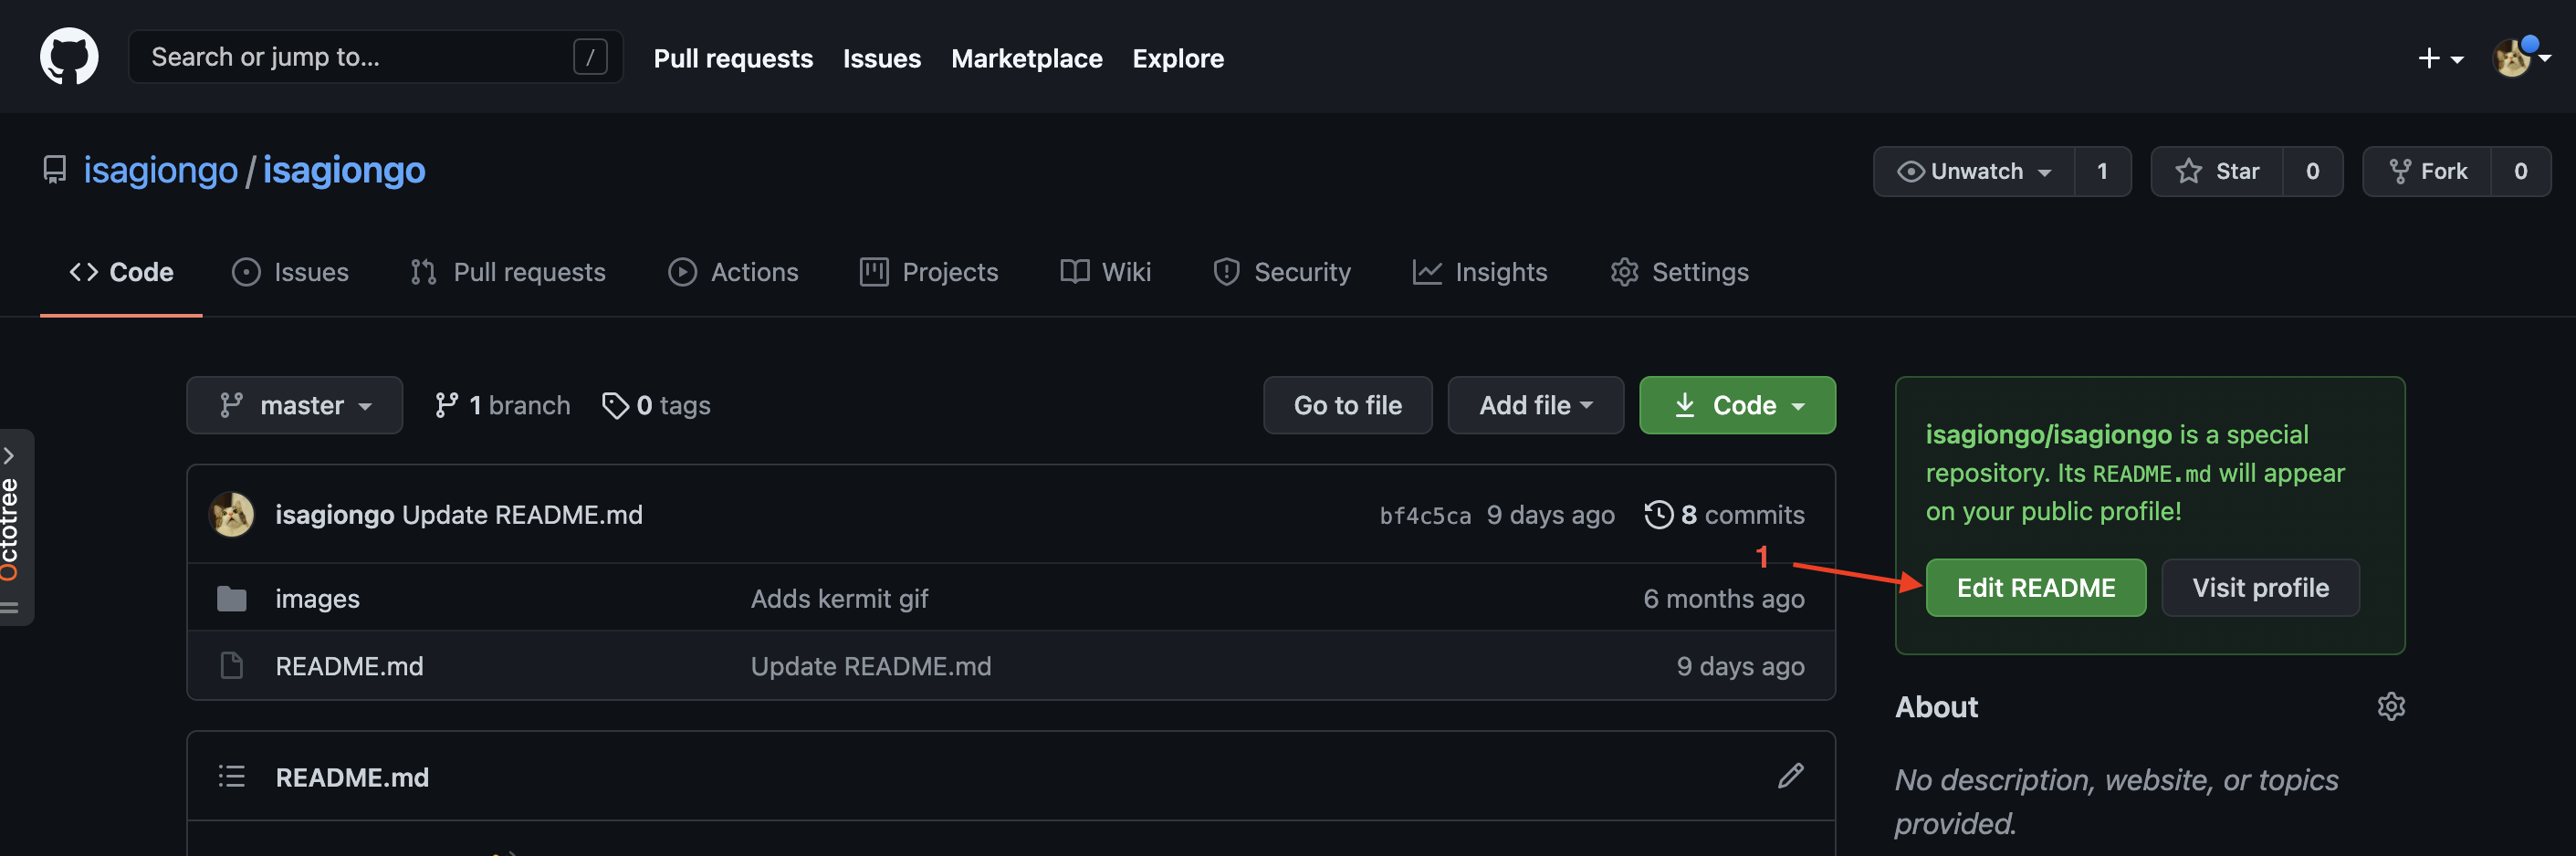 Search or jump to... / Pull requests Issues Marketplace Explore
isagiongo / isagiongo Unwatch 1 Star 0 Fork 0
Code Issues Pull requests Actions Projects Wiki Security Insights Settings
master 1 branch 0 tags Go to file Add file Code
isagiongo Update README.md bf4c5ca 9 days ago 8 commits
images Adds kermit gif 6 months ago
README.md Update README.md 9 days ago
README.md
isagiongo/isagiongo is a special
repository. Its README.md will appear
on your public profile!
1
Edit README Visit profile
About
No description, website, or topics
provided.
Octotree